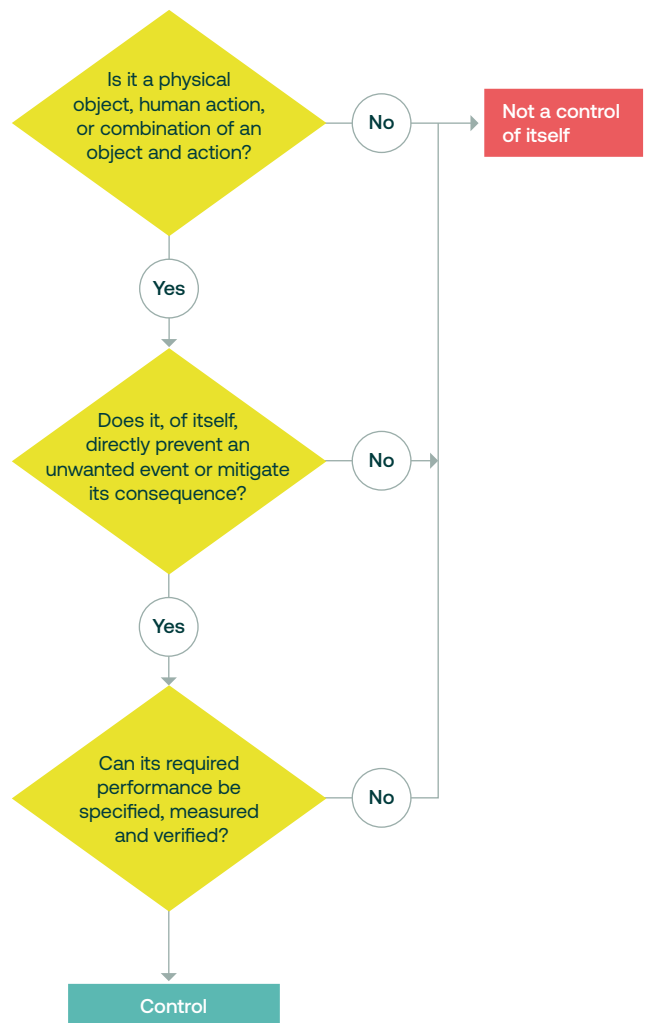 Is it a physical
object, human action,
or combination of an
object and action?
No
Not a control
of itself
Yes
Does it, of itself,
directly prevent an
unwanted event or mitigate
its consequence?
No
Yes
Can its required
performance be
specified, measured
and verified?
No
Control